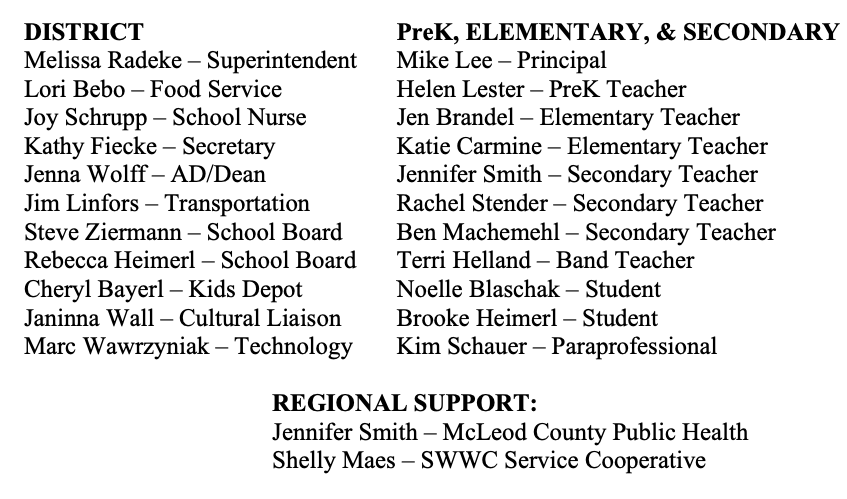 DISTRICT
Melissa Radeke – Superintendent
Lori Bebo – Food Service
Joy Schrupp – School Nurse
Kathy Fiecke – Secretary
Jenna Wolff – AD/Dean
Jim Linfors – Transportation
Steve Ziermann – School Board
Rebecca Heimerl – School Board
Cheryl Bayerl – Kids Depot
Janinna Wall – Cultural Liaison
Marc Wawrzyniak – Technology
PreK, ELEMENTARY, & SECONDARY
Mike Lee – Principal
Helen Lester – PreK Teacher
Jen Brandel – Elementary Teacher
Katie Carmine – Elementary Teacher
Jennifer Smith – Secondary Teacher
Rachel Stender – Secondary Teacher
Ben Machemehl – Secondary Teacher
Terri Helland – Band Teacher
Noelle Blaschak – Student
Brooke Heimerl – Student
Kim Schauer – Paraprofessional
REGIONAL SUPPORT:
Jennifer Smith – McLeod County Public Health
Shelly Maes – SWWC Service Cooperative